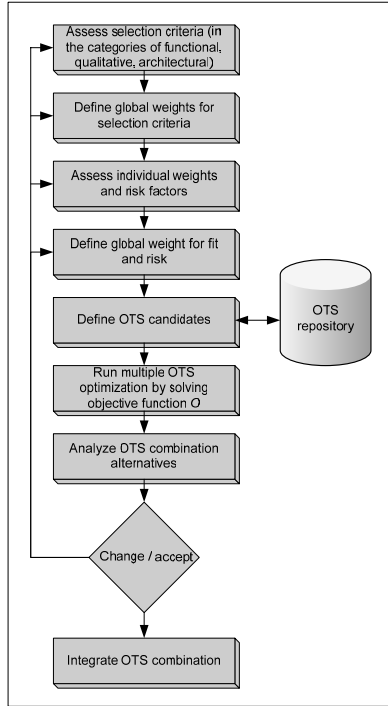 Assess selection criteria (in
the categories of functional,
qualitative, architectural)
Define global weights for
selection criteria
Assess individual weights
and risk factors
Define global weight for fit
and risk
Define OTS candidates
OTS
repository
Run multiple OTS
optimization by solving
objective function O
Analyze OTS combination
alternatives
Change / accept
Integrate OTS combination